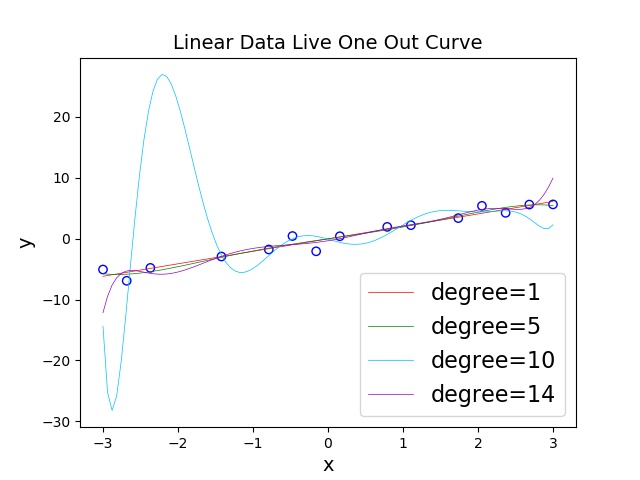 Linear Data Live One Out Curve
y
20
10
0
−10
−20
−30
−3
−2
−1
0
1
2
3
x
degree=1
degree=5
degree=10
degree=14